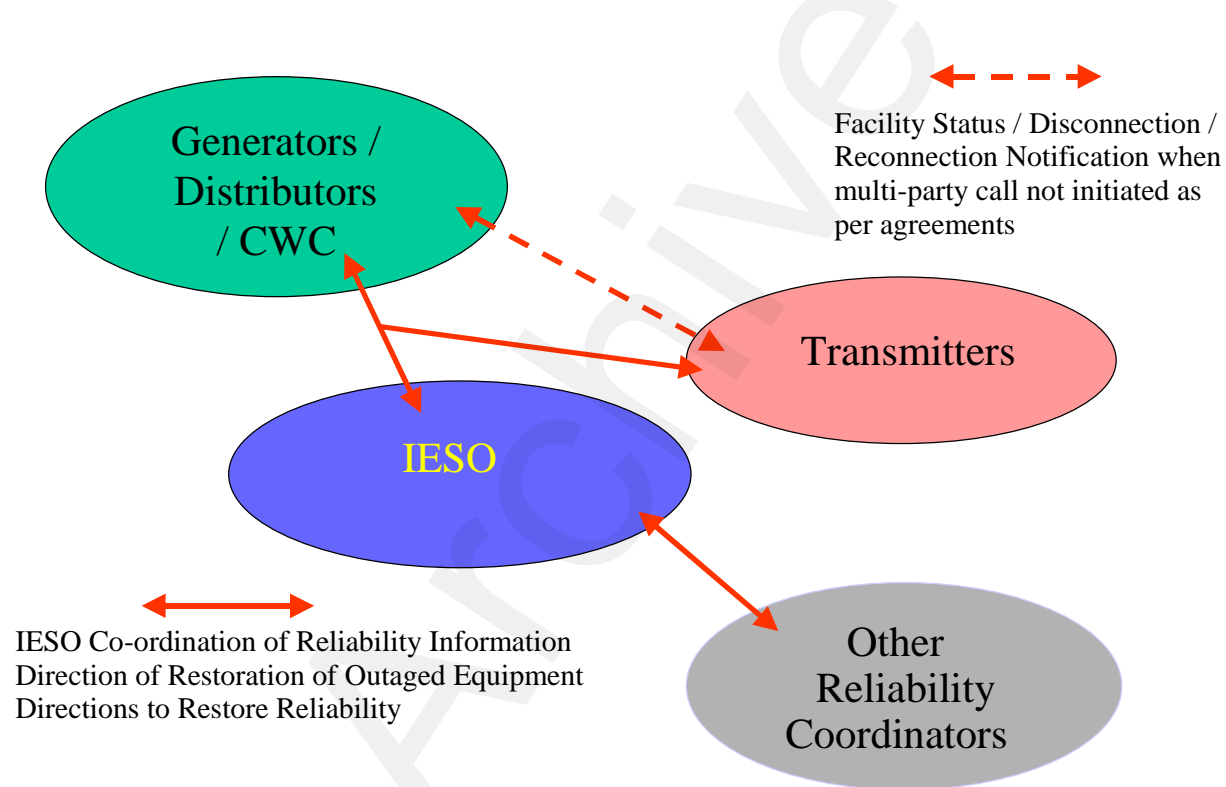 Generators /
Distributors
/ CWC
Facility Status / Disconnection /
Reconnection Notification when
multi-party call not initiated as
per agreements
Transmitters
IESO
IESO Co-ordination of Reliability Information
Direction of Restoration of Outaged Equipment
Directions to Restore Reliability
Other
Reliability
Coordinators
Archive